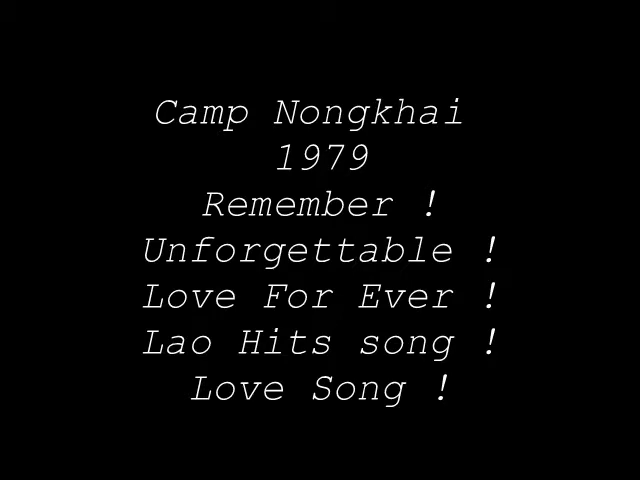 Camp Nongkhai
1979
Remember !
Unforgettable !
Love For Ever !
Lao Hits song !
Love Song !